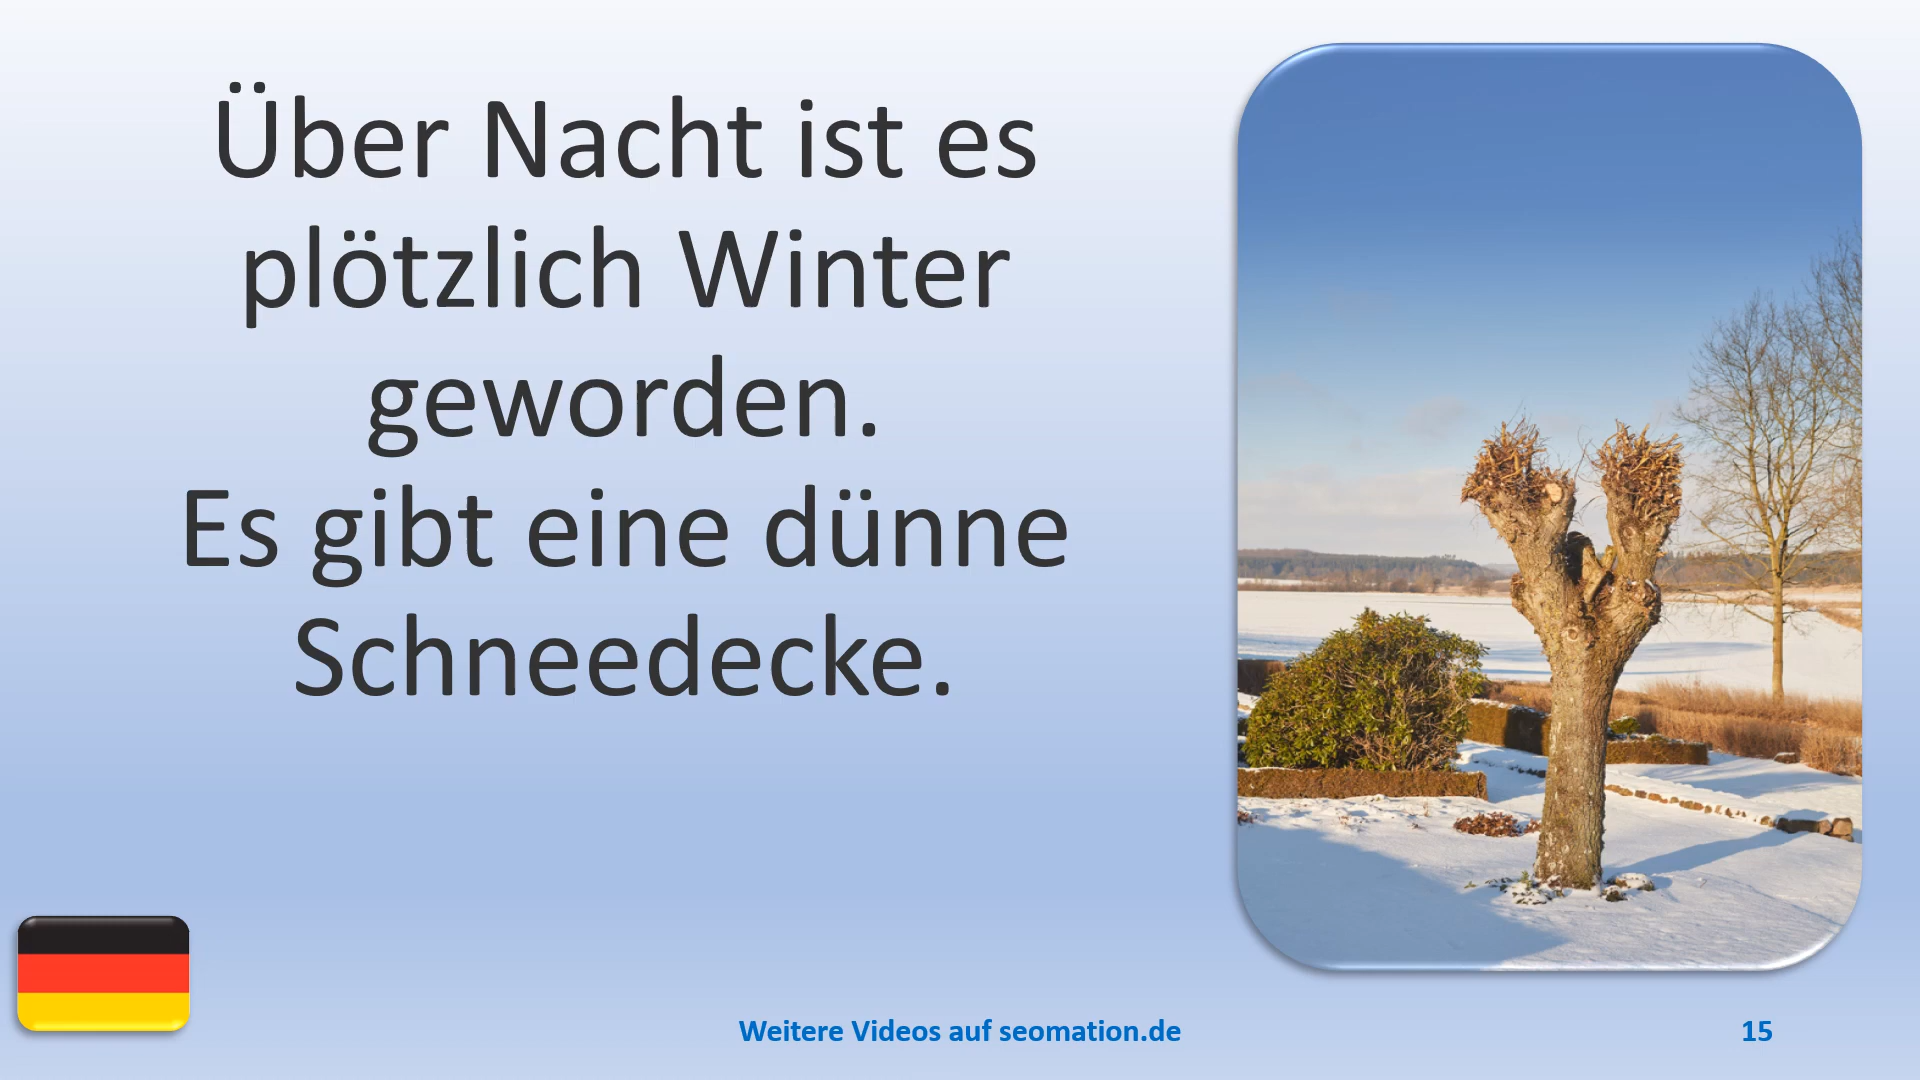 Über Nacht ist es
plötzlich Winter
geworden.
Es gibt eine dünne
Schneedecke.
Weitere Videos auf seomation.de
15